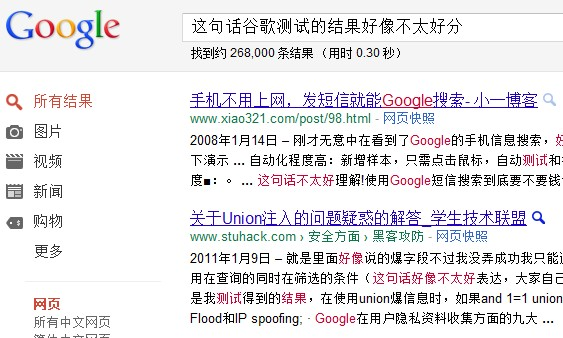 Google
这句话谷歌测试的结果好像不太好分
找到约 268,000 条结果 （用时 0.30 秒）
所有结果
图片
视频
新闻
购物
更多
网页
所有中文网页
简体中文网页
手机不用上网，发短信就能Google搜索- 小一博客
www.xiao321.com/post/98.html - 网页快照
2008年1月14日 – 刚才无意中在看到了Google的手机信息搜索，好
下演示 ... 自动化程度高：新增样本，只需点击鼠标，自动测试和
度■：。 ... 这句话不太好理解!使用Google短信搜索到底要不要钱
关于Union注入的问题疑惑的解答_学生技术联盟
www.stuhack.com › 安全方面 › 黑客攻防 - 网页快照
2011年1月9日 – 就是里面好像说的爆字段不过我没弄成功我只能
用在查询的同时在筛选的条件（这句话好像不太好表达，大家自己
是我测试得到的结果，在使用union爆信息时，如果and 1=1 union
Flood和IP spoofing; · Google在用户隐私资料收集方面的九大 ...